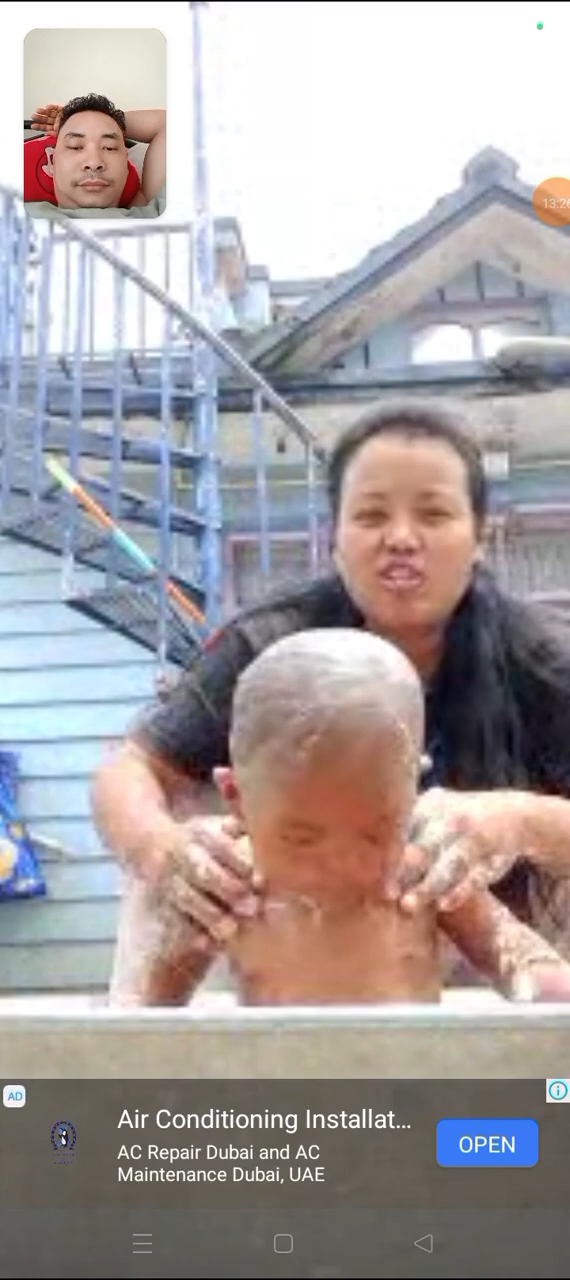 13:26
AD
Air Conditioning Installat...
AC Repair Dubai and AC
Maintenance Dubai, UAE
OPEN